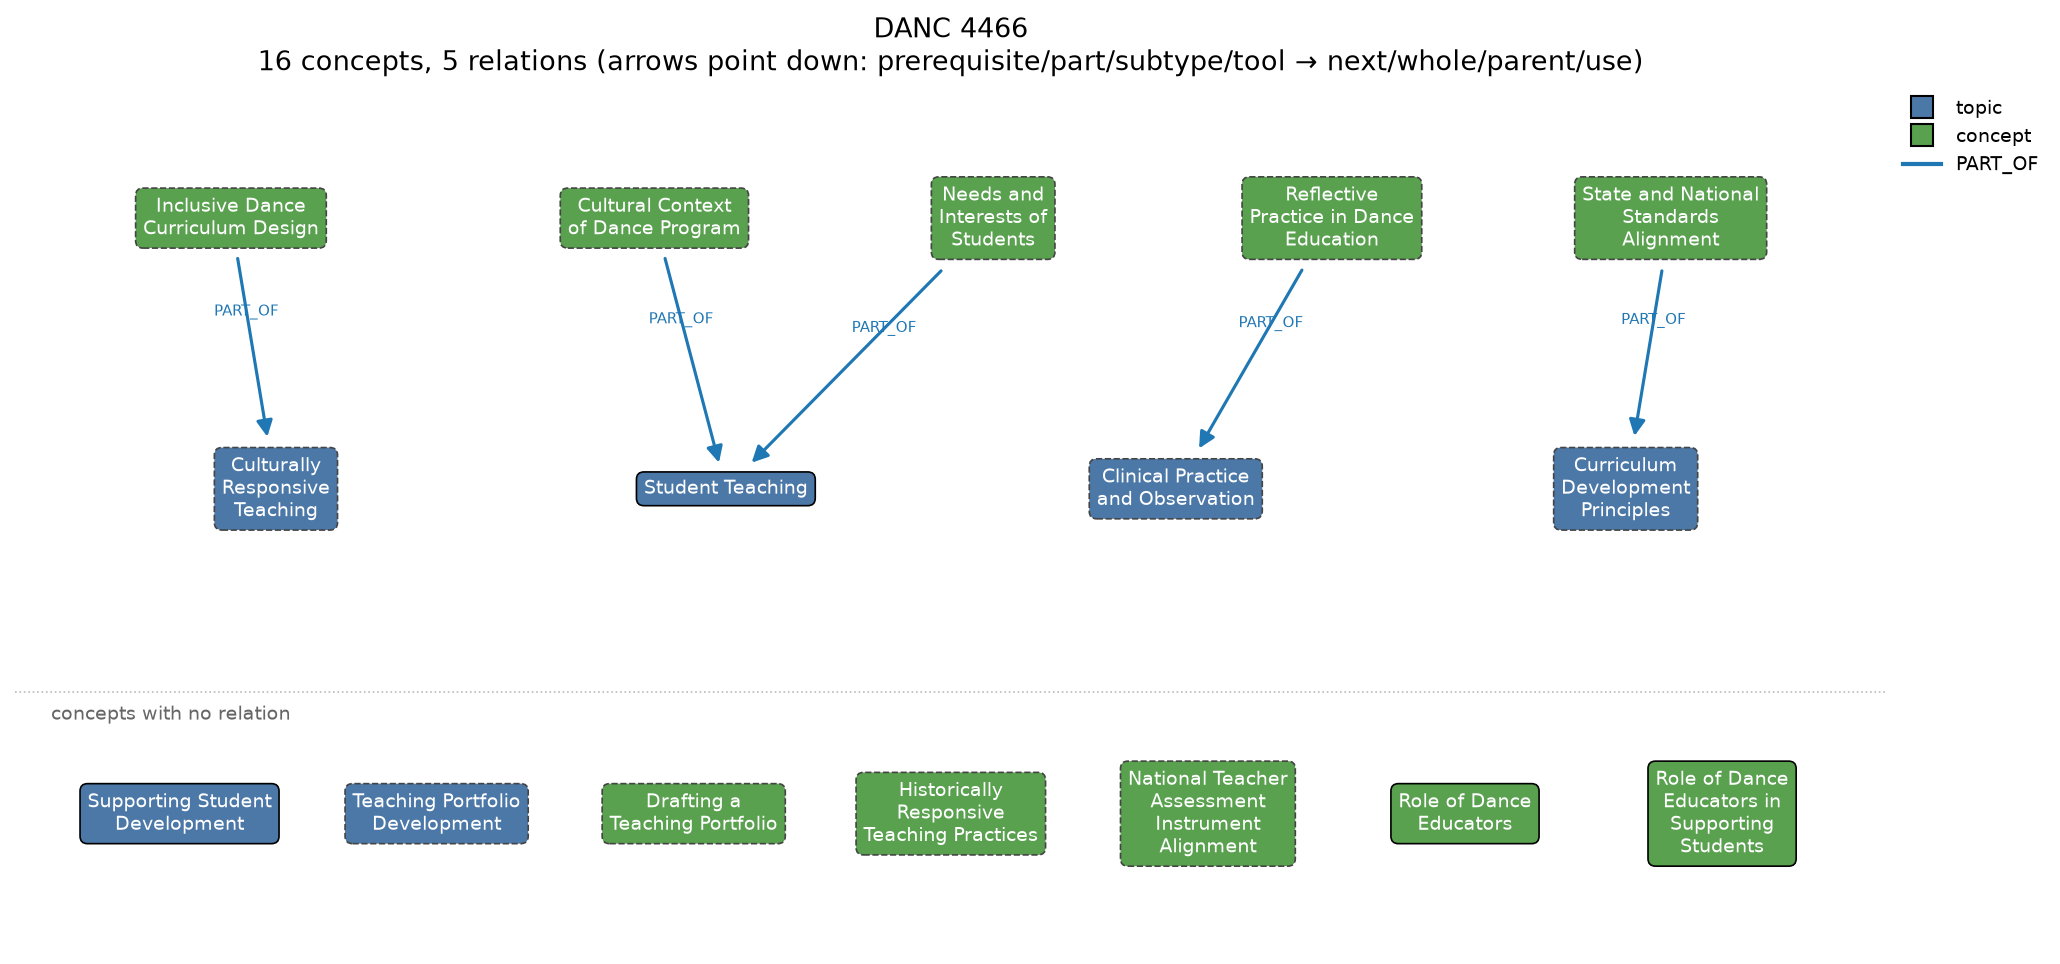 DANC 4466
16 concepts, 5 relations (arrows point down: prerequisite/part/subtype/tool → next/whole/parent/use)
topic
concept
PART_OF
Inclusive Dance
Curriculum Design
Cultural Context
of Dance Program
Needs and
Interests of
Students
Reflective
Practice in Dance
Education
State and National
Standards
Alignment
PART_OF
PART_OF
PART_OF
PART_OF
PART_OF
Culturally
Responsive
Teaching
Student Teaching
Clinical Practice
and Observation
Curriculum
Development
Principles
concepts with no relation
Supporting Student
Development
Teaching Portfolio
Development
Drafting a
Teaching Portfolio
Historically
Responsive
Teaching Practices
National Teacher
Assessment
Instrument
Alignment
Role of Dance
Educators
Role of Dance
Educators in
Supporting
Students